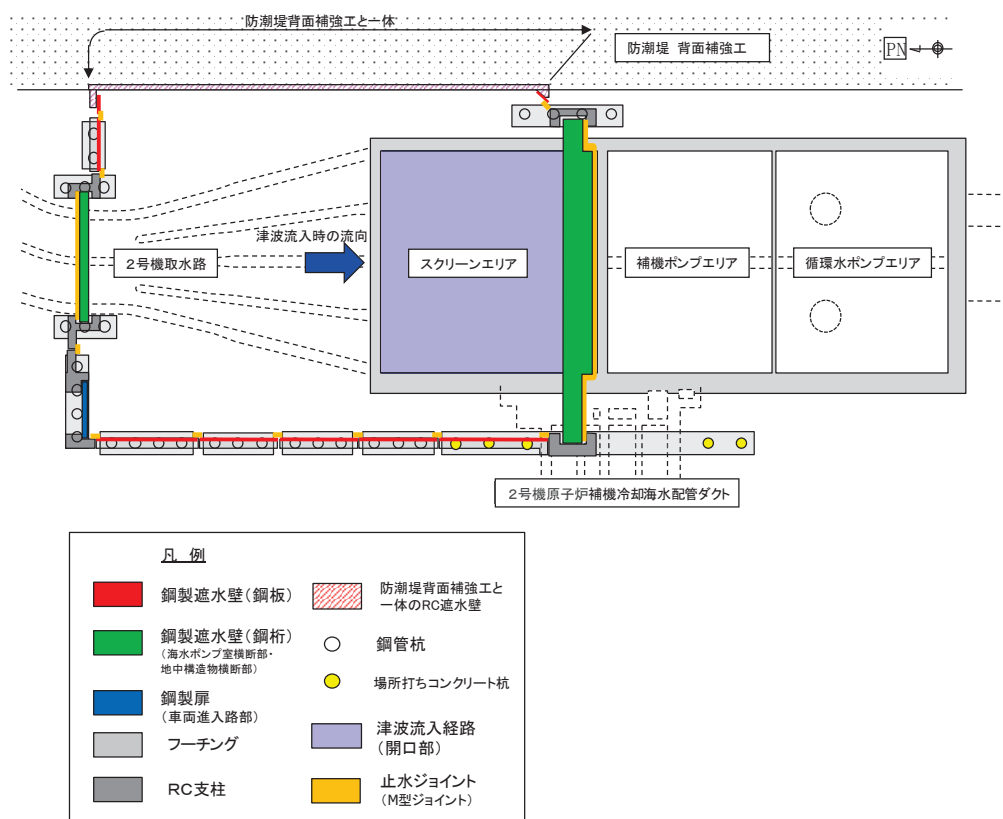 防潮堤背面補強工と一体
防潮堤 背面補強工
PN
津波流入時の流向
2号機取水路
スクリーンエリア
補機ポンプエリア
循環水ポンプエリア
2号機原子炉補機冷却海水配管ダクト
凡 例
鋼製遮水壁(鋼板)
鋼製遮水壁(鋼桁)
(海水ポンプ室横断部・
地中構造物横断部)
鋼製扉
(車両進入路部)
フーチング
RC支柱
防潮堤背面補強工と
一体のRC遮水壁
鋼管杭
場所打ちコンクリート杭
津波流入経路
(開口部)
止水ジョイント
(M型ジョイント)